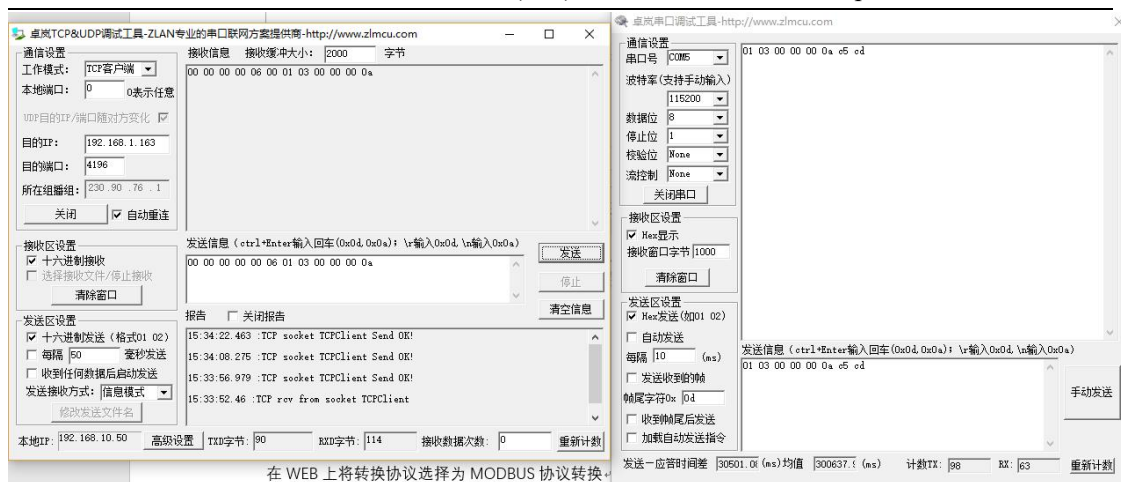 卓岚TCP&UDP调试工具-ZLAN专业的串口联网方案提供商-http://www.zlmcu.com
通信设置
工作模式： TCP客户端
本地端口： 0 0表示任意
UDP目的IP/端口随对方变化
目的IP： 192.168.1.163
目的端口： 4196
所在组播组： 230 .90 .76 .1
关闭 自动重连
接收区设置
十六进制接收
选择接收文件/停止接收
清除窗口
发送区设置
十六进制发送（格式01 02）
每隔 50 毫秒发送
收到任何数据后启动发送
发送接收方式： 信息模式
修改发送文件名
接收信息 接收缓冲大小： 2000 字节
00 00 00 00 06 00 01 03 00 00 00 0a
发送信息（ctrl+Enter输入回车(0x0d,0x0a)；\r输入0x0d,\n输入0x0a）
00 00 00 00 00 06 01 03 00 00 00 0a
发送
停止
清空信息
报告 关闭报告
15:34:22.463 :TCP socket TCPClient Send OK!
15:34:08.275 :TCP socket TCPClient Send OK!
15:33:56.979 :TCP socket TCPClient Send OK!
15:33:52.46 :TCP rcv from socket TCPClient
本地IP: 192.168.10.50 高级设置 TXD字节: 90 RXD字节: 114 接收数据次数: 0 重新计数
卓岚串口调试工具-http://www.zlmcu.com
通信设置
串口号 COM5
波特率(支持手动输入)
115200
数据位 8
停止位 1
校验位 None
流控制 None
关闭串口
接收区设置
Hex显示
接收窗口字节 1000
清除窗口
发送区设置
Hex发送(如01 02)
自动发送
每隔 10 (ms)
发送收到的帧
帧尾字符0x 0d
收到帧尾后发送
加载自动发送指令
01 03 00 00 00 0a c5 cd
发送信息（ctrl+Enter输入回车(0x0d,0x0a)；\r输入0x0d,\n输入0x0a）
01 03 00 00 00 0a c5 cd
手动发送
发送－应答时间差 30501.0 (ms)均值 300637. (ms) 计数TX: 98 RX: 63 重新计数
在 WEB 上将转换协议选择为 MODBUS 协议转换